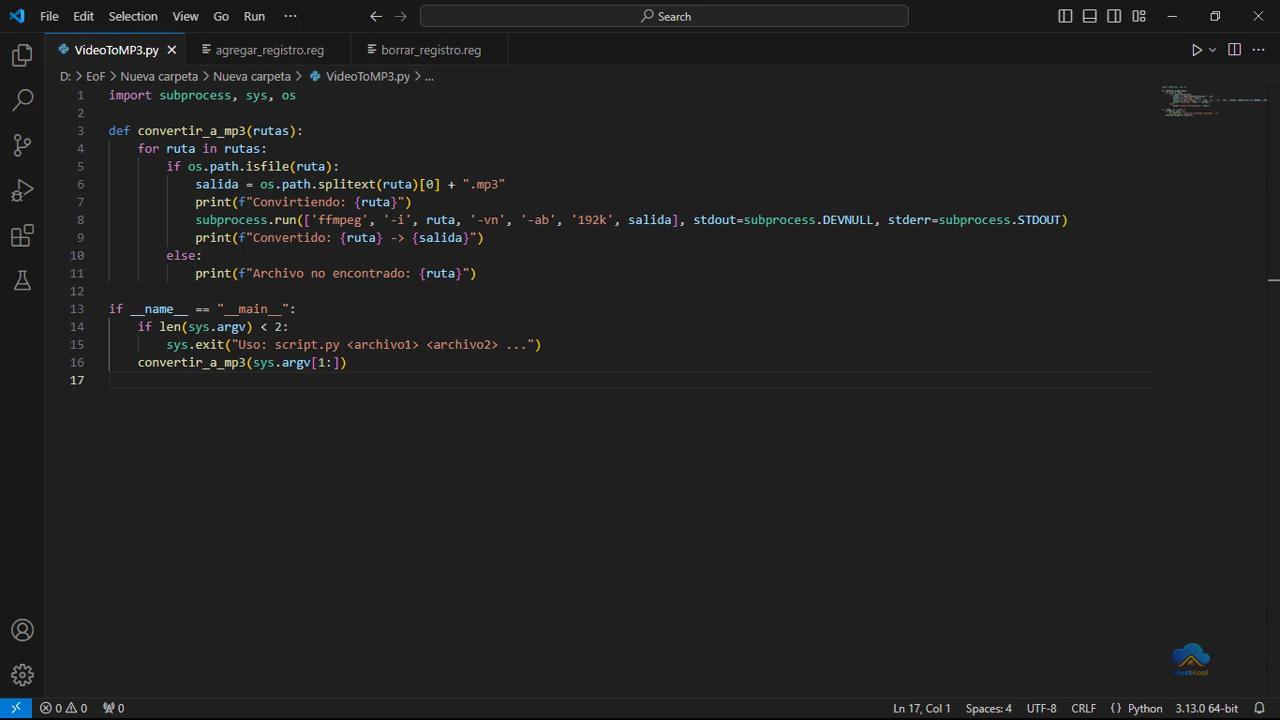 File Edit Selection View Go Run ··· Search
VideoToMP3.py agregar_registro.reg borrar_registro.reg
D: > EoF > Nueva carpeta > Nueva carpeta > VideoToMP3.py > ...
1 import subprocess, sys, os
2
3 def convertir_a_mp3(rutas):
4 for ruta in rutas:
5 if os.path.isfile(ruta):
6 salida = os.path.splitext(ruta)[0] + ".mp3"
7 print(f"Convirtiendo: {ruta}")
8 subprocess.run(['ffmpeg', '-i', ruta, '-vn', '-ab', '192k', salida], stdout=subprocess.DEVNULL, stderr=subprocess.STDOUT)
9 print(f"Convertido: {ruta} -> {salida}")
10 else:
11 print(f"Archivo no encontrado: {ruta}")
12
13 if __name__ == "__main__":
14 if len(sys.argv) < 2:
15 sys.exit("Uso: script.py <archivo1> <archivo2> ...")
16 convertir_a_mp3(sys.argv[1:])
17
NextKool
0 0 0 Ln 17, Col 1 Spaces: 4 UTF-8 CRLF {} Python 3.13.0 64-bit